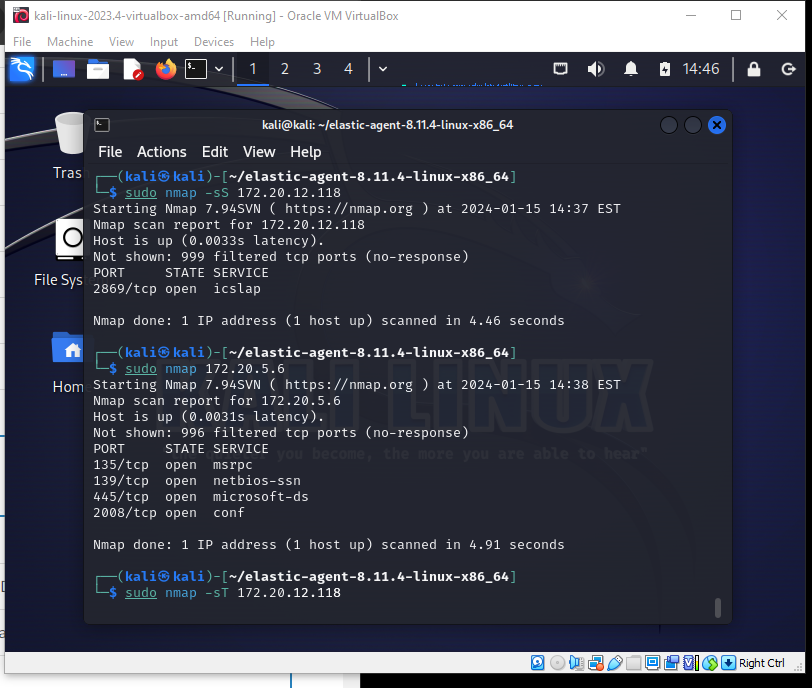 kali-linux-2023.4-virtualbox-amd64 [Running] - Oracle VM VirtualBox
File Machine View Input Devices Help
1 2 3 4 14:46
kali@kali: ~/elastic-agent-8.11.4-linux-x86_64
File Actions Edit View Help
Trash
File Sys
Hom
┌──(kali㉿kali)-[~/elastic-agent-8.11.4-linux-x86_64]
└─$ sudo nmap -sS 172.20.12.118
Starting Nmap 7.94SVN ( https://nmap.org ) at 2024-01-15 14:37 EST
Nmap scan report for 172.20.12.118
Host is up (0.0033s latency).
Not shown: 999 filtered tcp ports (no-response)
PORT     STATE SERVICE
2869/tcp open  icslap
Nmap done: 1 IP address (1 host up) scanned in 4.46 seconds
┌──(kali㉿kali)-[~/elastic-agent-8.11.4-linux-x86_64]
└─$ sudo nmap 172.20.5.6
Starting Nmap 7.94SVN ( https://nmap.org ) at 2024-01-15 14:38 EST
Nmap scan report for 172.20.5.6
Host is up (0.0031s latency).
Not shown: 996 filtered tcp ports (no-response)
PORT     STATE SERVICE
135/tcp  open  msrpc
139/tcp  open  netbios-ssn
445/tcp  open  microsoft-ds
2008/tcp open  conf
Nmap done: 1 IP address (1 host up) scanned in 4.91 seconds
┌──(kali㉿kali)-[~/elastic-agent-8.11.4-linux-x86_64]
└─$ sudo nmap -sT 172.20.12.118
KALI LINUX
you become, the more you are able to hear"
Right Ctrl